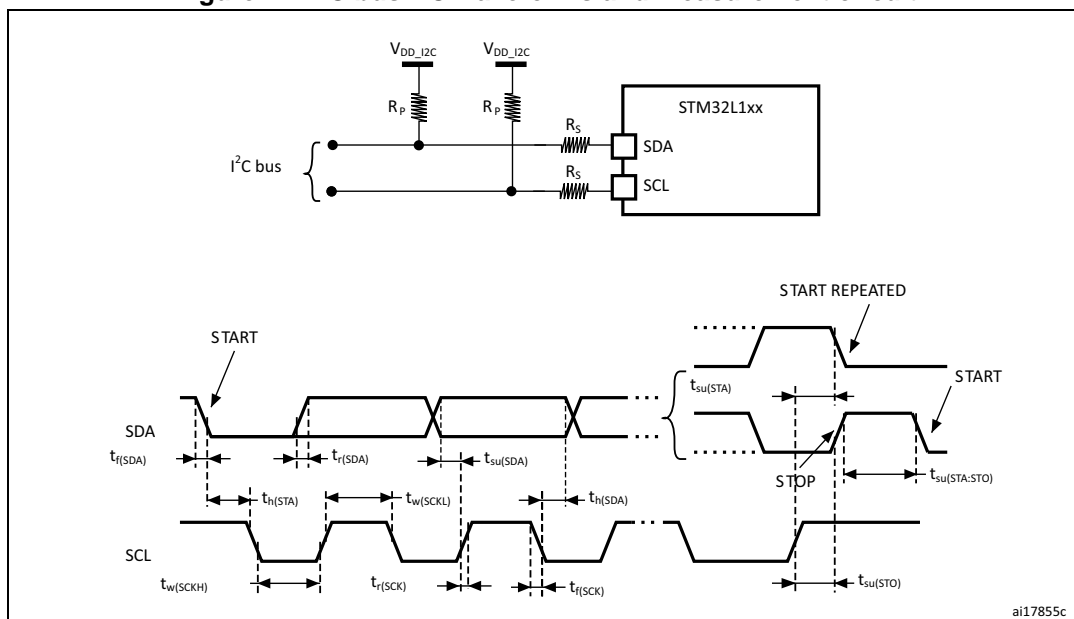 V_DD_I2C V_DD_I2C
R_P R_P
STM32L1xx
R_S
SDA
I²C bus
R_S
SCL
START REPEATED
START
t_su(STA)
START
SDA
t_f(SDA)
t_r(SDA)
t_su(SDA)
STOP
t_su(STA:STO)
t_h(STA)
t_w(SCKL)
t_h(SDA)
SCL
t_w(SCKH)
t_r(SCK)
t_f(SCK)
t_su(STO)
ai17855c